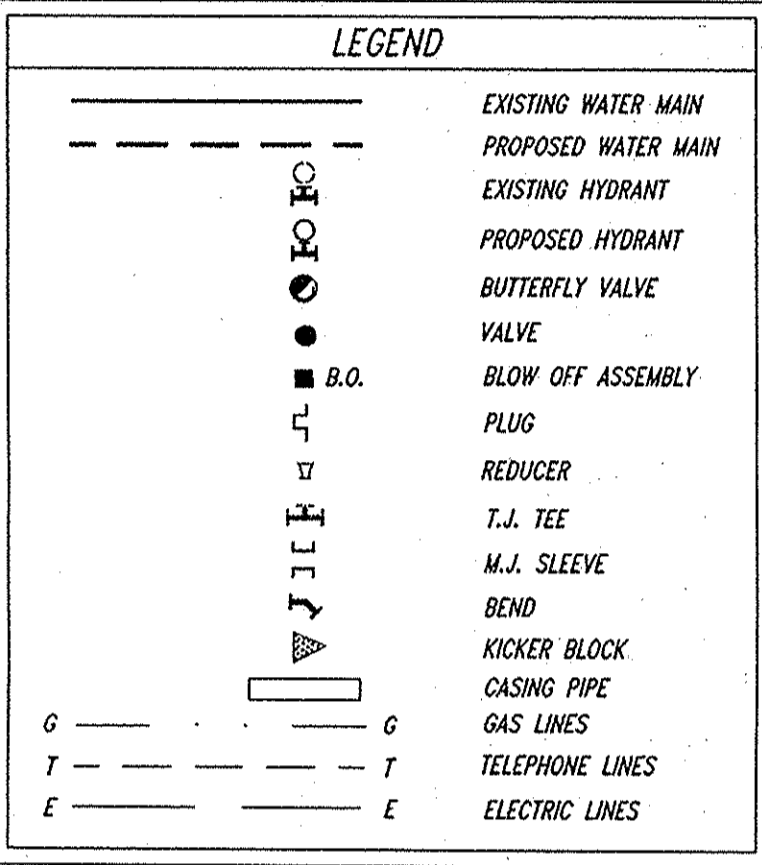 LEGEND
EXISTING WATER MAIN
PROPOSED WATER MAIN
EXISTING HYDRANT
PROPOSED HYDRANT
BUTTERFLY VALVE
VALVE
B.O. BLOW OFF ASSEMBLY
PLUG
REDUCER
T.J. TEE
M.J. SLEEVE
BEND
KICKER BLOCK
CASING PIPE
G G GAS LINES
T T TELEPHONE LINES
E E ELECTRIC LINES